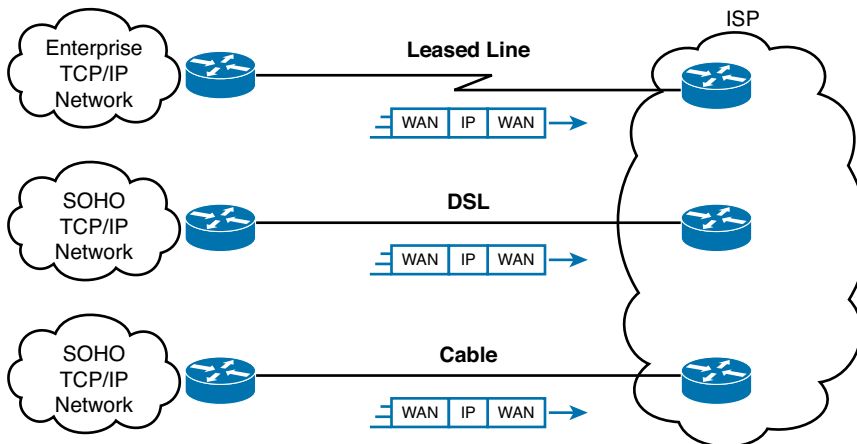 ISP
Enterprise
TCP/IP
Network
Leased Line
WAN IP WAN
SOHO
TCP/IP
Network
DSL
WAN IP WAN
SOHO
TCP/IP
Network
Cable
WAN IP WAN